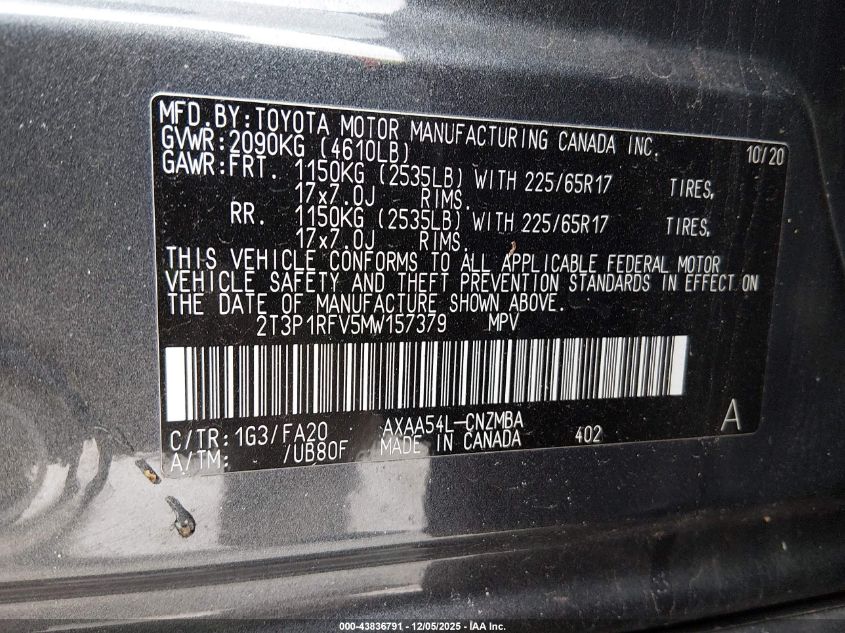 MFD.BY:TOYOTA MOTOR MANUFACTURING CANADA INC.
GVWR:2090KG (4610LB) 10/20
GAWR:FRT. 1150KG (2535LB) WITH 225/65R17 TIRES,
17x7.0J RIMS.
RR. 1150KG (2535LB) WITH 225/65R17 TIRES,
17x7.0J RIMS.
THIS VEHICLE CONFORMS TO ALL APPLICABLE FEDERAL MOTOR
VEHICLE SAFETY AND THEFT PREVENTION STANDARDS IN EFFECT ON
THE DATE OF MANUFACTURE SHOWN ABOVE.
2T3P1RFV5MW157379 MPV
C/TR:1G3/FA20 AXAA54L-CNZMBA A
A/TM: /UB80F MADE IN CANADA 402
000-43836791 - 12/05/2025 - IAA Inc.